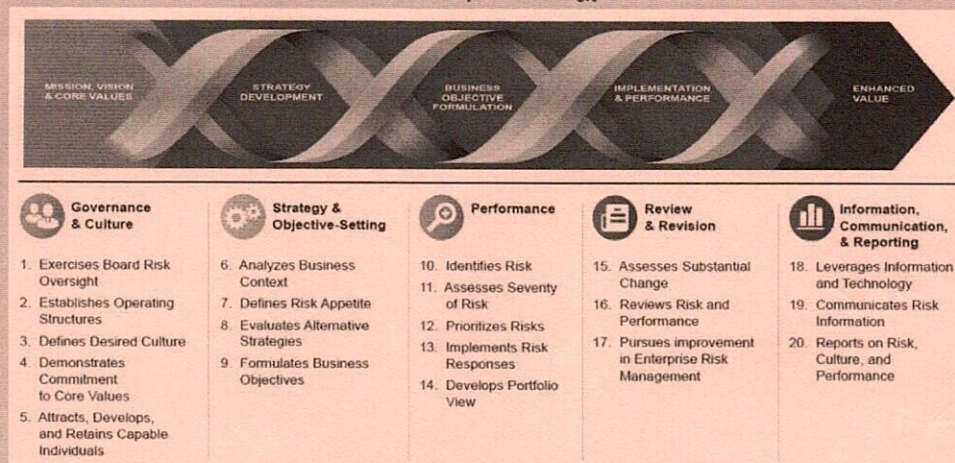 MISSION, VISION
& CORE VALUES
STRATEGY
DEVELOPMENT
BUSINESS
OBJECTIVE
FORMULATION
IMPLEMENTATION
& PERFORMANCE
ENHANCED
VALUE
Governance
& Culture
1. Exercises Board Risk
Oversight
2. Establishes Operating
Structures
3. Defines Desired Culture
4. Demonstrates
Commitment
to Core Values
5. Attracts, Develops,
and Retains Capable
Individuals
Strategy &
Objective-Setting
6. Analyzes Business
Context
7. Defines Risk Appetite
8. Evaluates Alternative
Strategies
9. Formulates Business
Objectives
Performance
10. Identifies Risk
11. Assesses Severity
of Risk
12. Prioritizes Risks
13. Implements Risk
Responses
14. Develops Portfolio
View
Review
& Revision
15. Assesses Substantial
Change
16. Reviews Risk and
Performance
17. Pursues improvement
in Enterprise Risk
Management
Information,
Communication,
& Reporting
18. Leverages Information
and Technology
19. Communicates Risk
Information
20. Reports on Risk,
Culture, and
Performance